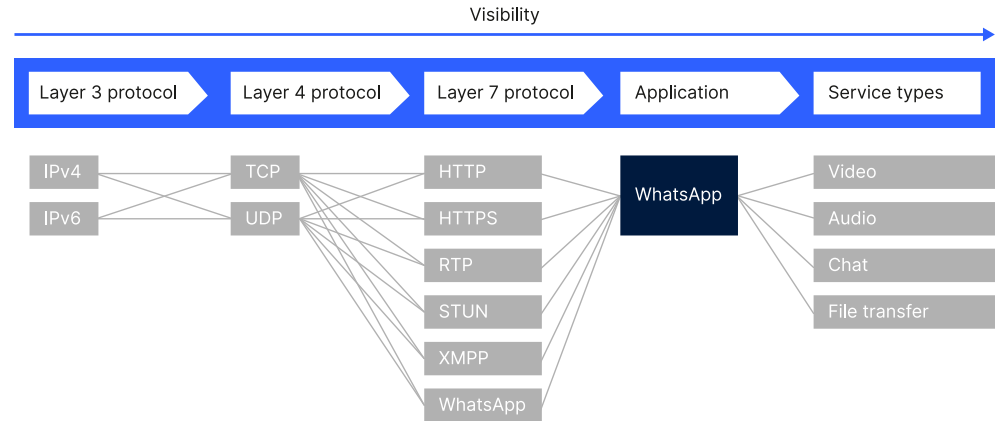 Visibility
Layer 3 protocol
Layer 4 protocol
Layer 7 protocol
Application
Service types
IPv4
TCP
HTTP
WhatsApp
Video
IPv6
UDP
HTTPS
Audio
RTP
Chat
STUN
File transfer
XMPP
WhatsApp